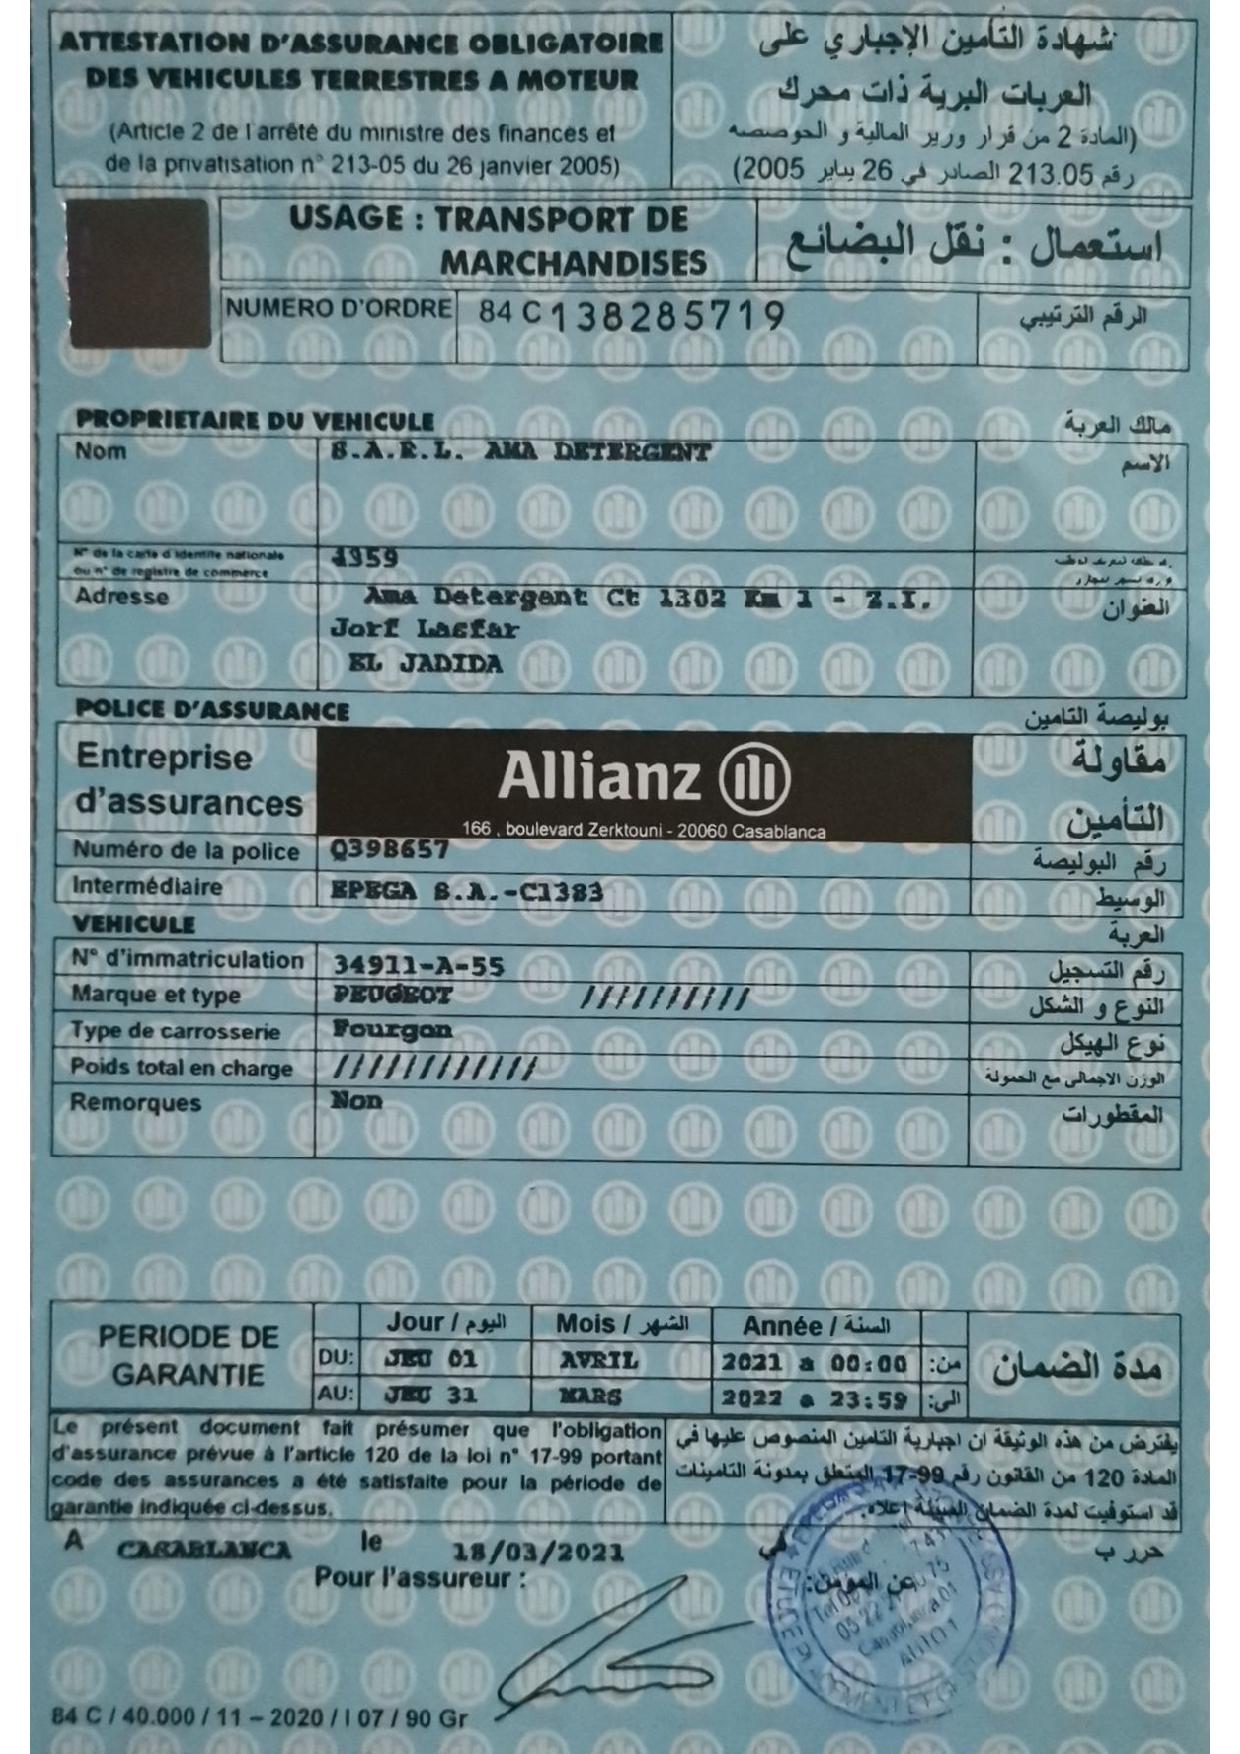 ATTESTATION D'ASSURANCE OBLIGATOIRE
DES VEHICULES TERRESTRES A MOTEUR
(Article 2 de l'arrêté du ministre des finances et
de la privatisation n° 213-05 du 26 janvier 2005)
شهادة التأمين الإجباري على
العربات البرية ذات محرك
(المادة 2 من قرار وزير المالية و الحوصصه
رقم 213.05 الصادر في 26 يناير 2005)
USAGE : TRANSPORT DE
MARCHANDISES
استعمال : نقل البضائع
NUMERO D'ORDRE 84 C 138285719 الرقم الترتيبي
PROPRIETAIRE DU VEHICULE مالك العربة
Nom S.A.R.L. AMA DETERGENT الاسم
N° de la carte d'identite nationale
ou n° de registre de commerce
4959
Adresse Ama Detergent Ct 1302 Km 1 - Z.I. العنوان
Jorf Lasfar
EL JADIDA
POLICE D'ASSURANCE بوليصة التامين
Entreprise
d'assurances
Allianz
166 , boulevard Zerktouni - 20060 Casablanca
مقاولة
التأمين
Numéro de la police Q398657 رقم البوليصة
Intermédiaire EPEGA S.A.-C1383 الوسيط
VEHICULE العربة
N° d'immatriculation 34911-A-55 رقم التسجيل
Marque et type PEUGEOT ////////// النوع و الشكل
Type de carrosserie Fourgon نوع الهيكل
Poids total en charge //////////// الوزن الاجمالي مع الحمولة
Remorques Non المقطورات
PERIODE DE
GARANTIE
Jour / اليوم Mois / الشهر Année / السنة
DU: JEU 01 AVRIL 2021 a 00:00 من:
AU: JEU 31 MARS 2022 a 23:59 الى:
مدة الضمان
Le présent document fait présumer que l'obligation
d'assurance prévue à l'article 120 de la loi n° 17-99 portant
code des assurances a été satisfaite pour la période de
garantie indiquée ci-dessus.
يفترض من هذه الوثيقة ان اجبارية التامين المنصوص عليها في
المادة 120 من القانون رقم 99-17 المتعلق بمدونة التامينات
قد استوفيت لمدة الضمان المبينة اعلاه.
A CASABLANCA le 18/03/2021 في حرر ب
Pour l'assureur : عن المؤمن:
84 C / 40.000 / 11 – 2020 / I 07 / 90 Gr